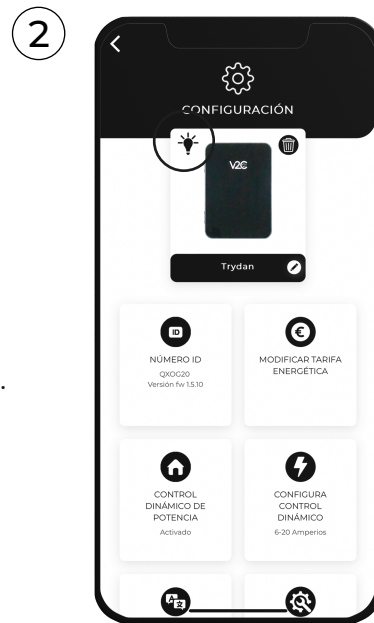 2
CONFIGURACIÓN
V2C
Trydan
ID
NÚMERO ID
QXOG20
Versión fw 1.5.10
€
MODIFICAR TARIFA
ENERGÉTICA
CONTROL
DINÁMICO DE
POTENCIA
Activado
CONFIGURA
CONTROL
DINÁMICO
6-20 Amperios
.